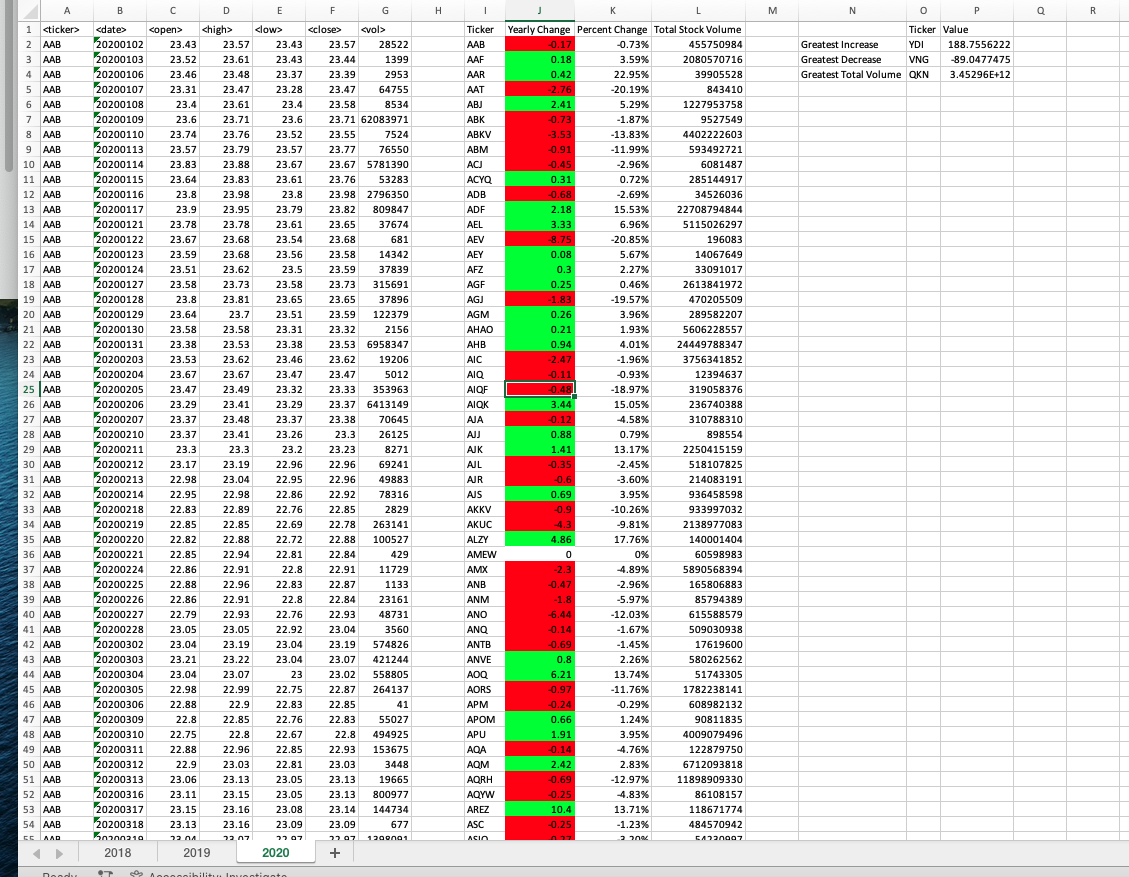 A B C D E F G H I J K L M N O P Q R
1 <ticker> <date> <open> <high> <low> <close> <vol> Ticker Yearly Change Percent Change Total Stock Volume Ticker Value
2 AAB 20200102 23.43 23.57 23.43 23.57 28522 AAB -0.17 -0.73% 455750984 Greatest Increase YDI 188.7556222
3 AAB 20200103 23.52 23.61 23.43 23.44 1399 AAF 0.18 3.59% 2080570716 Greatest Decrease VNG -89.0477475
4 AAB 20200106 23.46 23.48 23.37 23.39 2953 AAR 0.42 22.95% 39905528 Greatest Total Volume QKN 3.45296E+12
5 AAB 20200107 23.31 23.47 23.28 23.47 64755 AAT -2.76 -20.19% 843410
6 AAB 20200108 23.4 23.61 23.4 23.58 8534 ABJ 2.41 5.29% 1227953758
7 AAB 20200109 23.6 23.71 23.6 23.71 62083971 ABK -0.73 -1.87% 9527549
8 AAB 20200110 23.74 23.76 23.52 23.55 7524 ABKV -3.53 -13.83% 4402222603
9 AAB 20200113 23.57 23.79 23.57 23.77 76550 ABM -0.91 -11.99% 593492721
10 AAB 20200114 23.83 23.88 23.67 23.67 5781390 ACJ -0.45 -2.96% 6081487
11 AAB 20200115 23.64 23.83 23.61 23.76 53283 ACYQ 0.31 0.72% 285144917
12 AAB 20200116 23.8 23.98 23.8 23.98 2796350 ADB -0.68 -2.69% 34526036
13 AAB 20200117 23.9 23.95 23.79 23.82 809847 ADF 2.18 15.53% 22708794844
14 AAB 20200121 23.78 23.78 23.61 23.65 37674 AEL 3.33 6.96% 5115026297
15 AAB 20200122 23.67 23.68 23.54 23.68 681 AEV -8.75 -20.85% 196083
16 AAB 20200123 23.59 23.68 23.56 23.58 14342 AEY 0.08 5.67% 14067649
17 AAB 20200124 23.51 23.62 23.5 23.59 37839 AFZ 0.3 2.27% 33091017
18 AAB 20200127 23.58 23.73 23.58 23.73 315691 AGF 0.25 0.46% 2613841972
19 AAB 20200128 23.8 23.81 23.65 23.65 37896 AGJ -1.83 -19.57% 470205509
20 AAB 20200129 23.64 23.7 23.51 23.59 122379 AGM 0.26 3.96% 289582207
21 AAB 20200130 23.58 23.58 23.31 23.32 2156 AHAO 0.21 1.93% 5606228557
22 AAB 20200131 23.38 23.53 23.38 23.53 6958347 AHB 0.94 4.01% 24449788347
23 AAB 20200203 23.53 23.62 23.46 23.62 19206 AIC -2.47 -1.96% 3756341852
24 AAB 20200204 23.67 23.67 23.47 23.47 5012 AIQ -0.11 -0.93% 12394637
25 AAB 20200205 23.47 23.49 23.32 23.33 353963 AIQF -0.48 -18.97% 319058376
26 AAB 20200206 23.29 23.41 23.29 23.37 6413149 AIQK 3.44 15.05% 236740388
27 AAB 20200207 23.37 23.48 23.37 23.38 70645 AJA -0.12 -4.58% 310788310
28 AAB 20200210 23.37 23.41 23.26 23.3 26125 AJJ 0.88 0.79% 898554
29 AAB 20200211 23.3 23.3 23.2 23.23 8271 AJK 1.41 13.17% 2250415159
30 AAB 20200212 23.17 23.19 22.96 22.96 69241 AJL -0.35 -2.45% 518107825
31 AAB 20200213 22.98 23.04 22.95 22.96 49883 AJR -0.6 -3.60% 214083191
32 AAB 20200214 22.95 22.98 22.86 22.92 78316 AJS 0.69 3.95% 936458598
33 AAB 20200218 22.83 22.89 22.76 22.85 2829 AKKV -0.9 -10.26% 933997032
34 AAB 20200219 22.85 22.85 22.69 22.78 263141 AKUC -4.3 -9.81% 2138977083
35 AAB 20200220 22.82 22.88 22.72 22.88 100527 ALZY 4.86 17.76% 140001404
36 AAB 20200221 22.85 22.94 22.81 22.84 429 AMEW 0 0% 60598983
37 AAB 20200224 22.86 22.91 22.8 22.91 11729 AMX -2.3 -4.89% 5890568394
38 AAB 20200225 22.88 22.96 22.83 22.87 1133 ANB -0.47 -2.96% 165806883
39 AAB 20200226 22.86 22.91 22.8 22.84 23161 ANM -1.8 -5.97% 85794389
40 AAB 20200227 22.79 22.93 22.76 22.93 48731 ANO -6.44 -12.03% 615588579
41 AAB 20200228 23.05 23.05 22.92 23.04 3560 ANQ -0.14 -1.67% 509030938
42 AAB 20200302 23.04 23.19 23.04 23.19 574826 ANTB -0.69 -1.45% 17619600
43 AAB 20200303 23.21 23.22 23.04 23.07 421244 ANVE 0.8 2.26% 580262562
44 AAB 20200304 23.04 23.07 23 23.02 558805 AOQ 6.21 13.74% 51743305
45 AAB 20200305 22.98 22.99 22.75 22.87 264137 AORS -0.97 -11.76% 1782238141
46 AAB 20200306 22.88 22.9 22.83 22.85 41 APM -0.24 -0.29% 608982132
47 AAB 20200309 22.8 22.85 22.76 22.83 55027 APOM 0.66 1.24% 90811835
48 AAB 20200310 22.75 22.8 22.67 22.8 494925 APU 1.91 3.95% 4009079496
49 AAB 20200311 22.88 22.96 22.85 22.93 153675 AQA -0.14 -4.76% 122879750
50 AAB 20200312 22.9 23.03 22.81 23.03 3448 AQM 2.42 2.83% 6712093818
51 AAB 20200313 23.06 23.13 23.05 23.13 19665 AQRH -0.69 -12.97% 11898909330
52 AAB 20200316 23.11 23.15 23.05 23.13 800977 AQYW -0.25 -4.83% 86108157
53 AAB 20200317 23.15 23.16 23.08 23.14 144734 AREZ 10.4 13.71% 118671774
54 AAB 20200318 23.13 23.16 23.09 23.09 677 ASC -0.25 -1.23% 484570942
2018 2019 2020 +
Ready Accessibility: Investigate